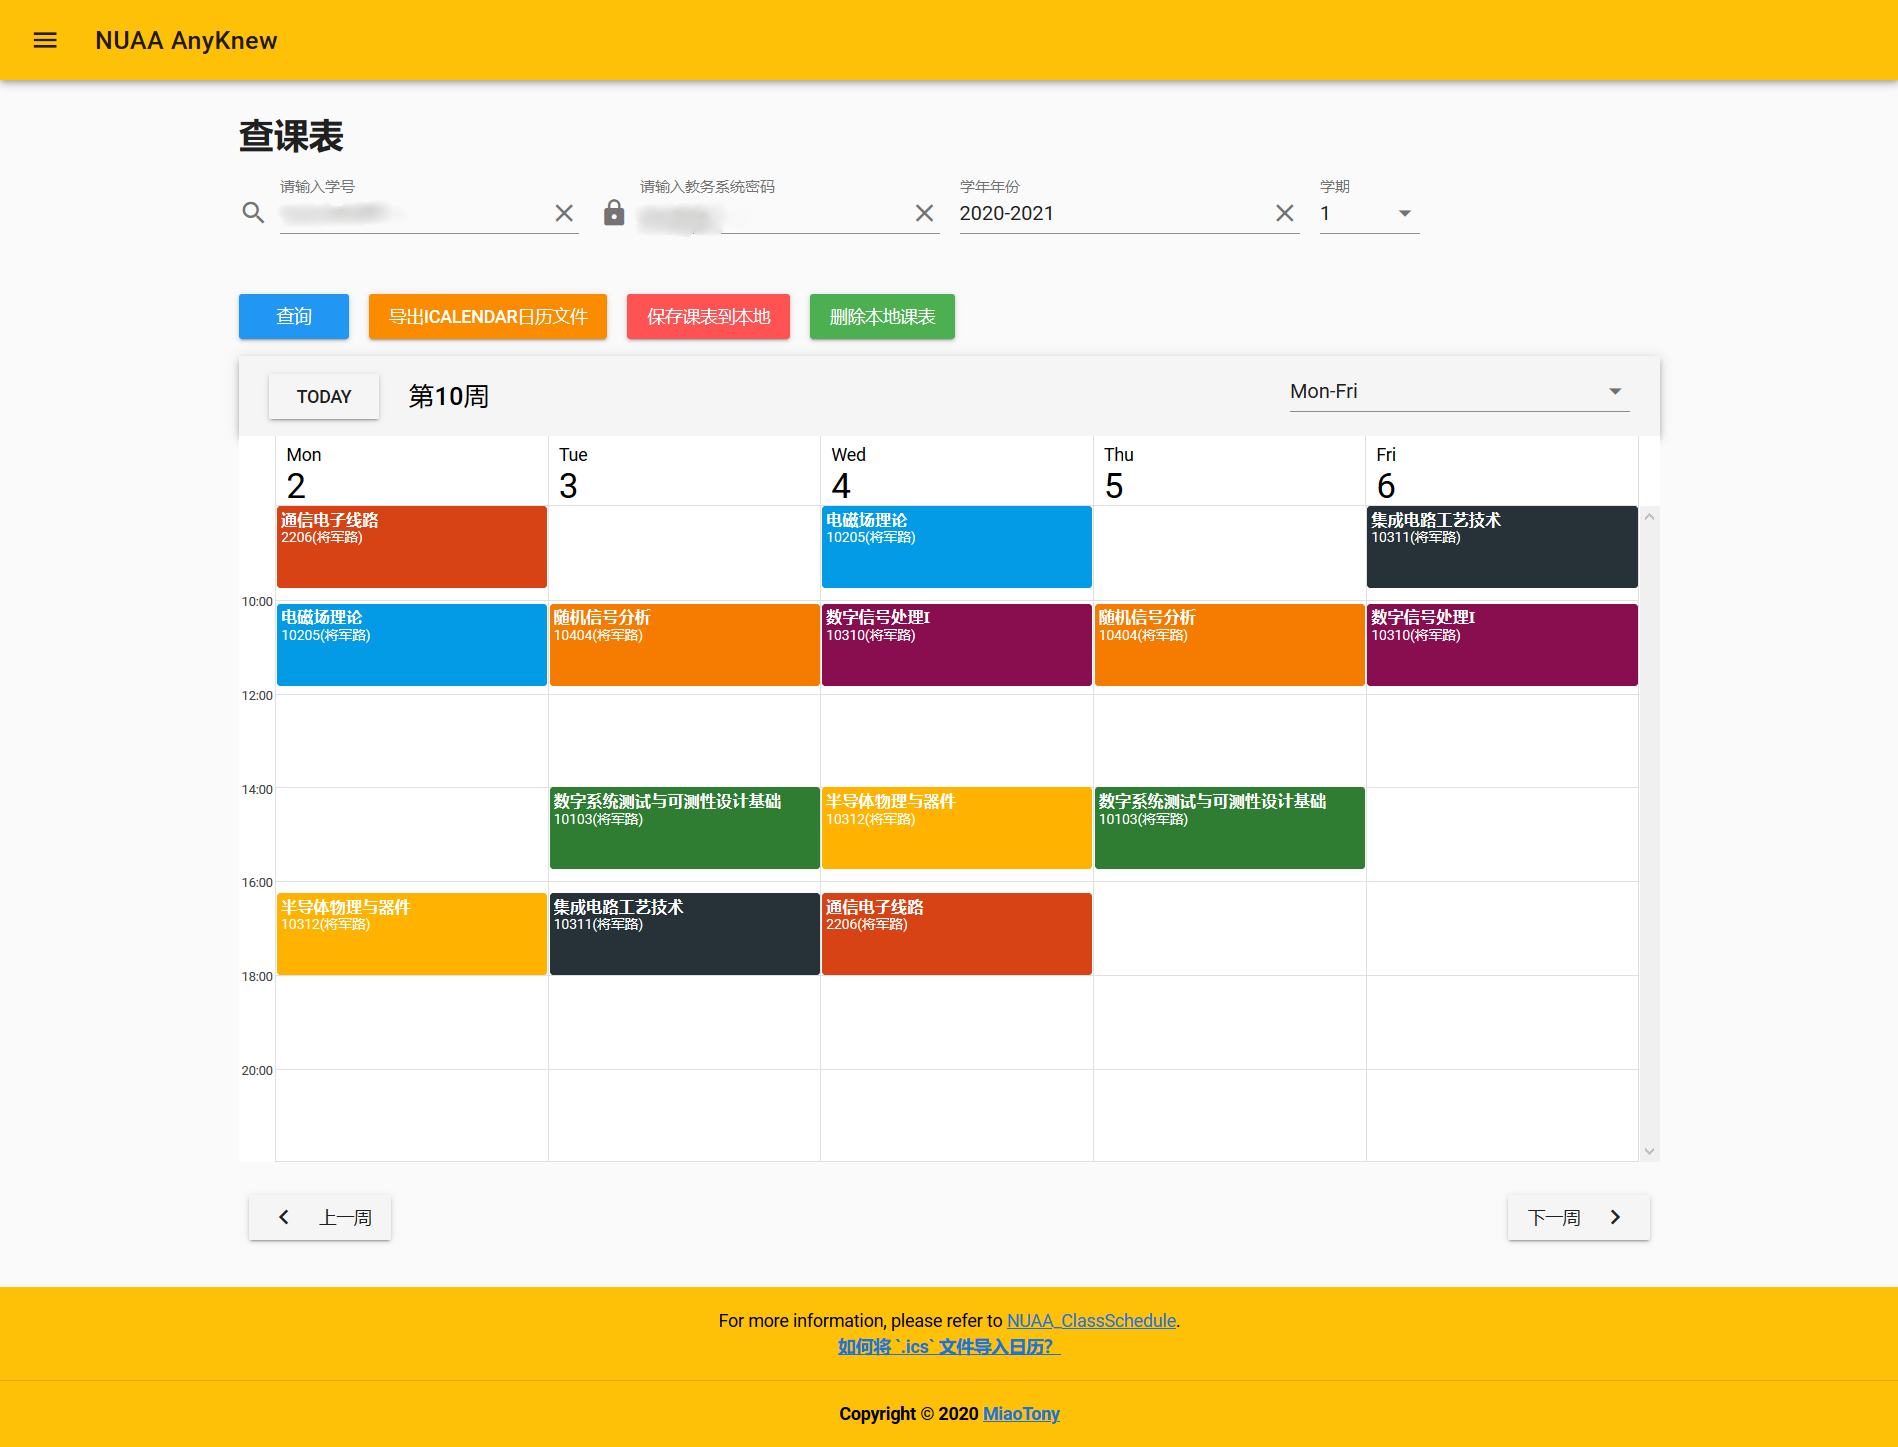 NUAA AnyKnew
查课表
请输入学号
请输入教务系统密码
学年年份
学期
2020-2021
1
查询
导出ICALENDAR日历文件
保存课表到本地
删除本地课表
TODAY
第10周
Mon-Fri
Mon
Tue
Wed
Thu
Fri
2
3
4
5
6
通信电子线路
2206(将军路)
电磁场理论
10205(将军路)
集成电路工艺技术
10311(将军路)
10:00
电磁场理论
10205(将军路)
随机信号分析
10404(将军路)
数字信号处理I
10310(将军路)
随机信号分析
10404(将军路)
数字信号处理I
10310(将军路)
12:00
14:00
数字系统测试与可测性设计基础
10103(将军路)
半导体物理与器件
10312(将军路)
数字系统测试与可测性设计基础
10103(将军路)
16:00
半导体物理与器件
10312(将军路)
集成电路工艺技术
10311(将军路)
通信电子线路
2206(将军路)
18:00
20:00
上一周
下一周
For more information, please refer to NUAA_ClassSchedule.
如何将 `.ics` 文件导入日历？
Copyright © 2020 MiaoTony